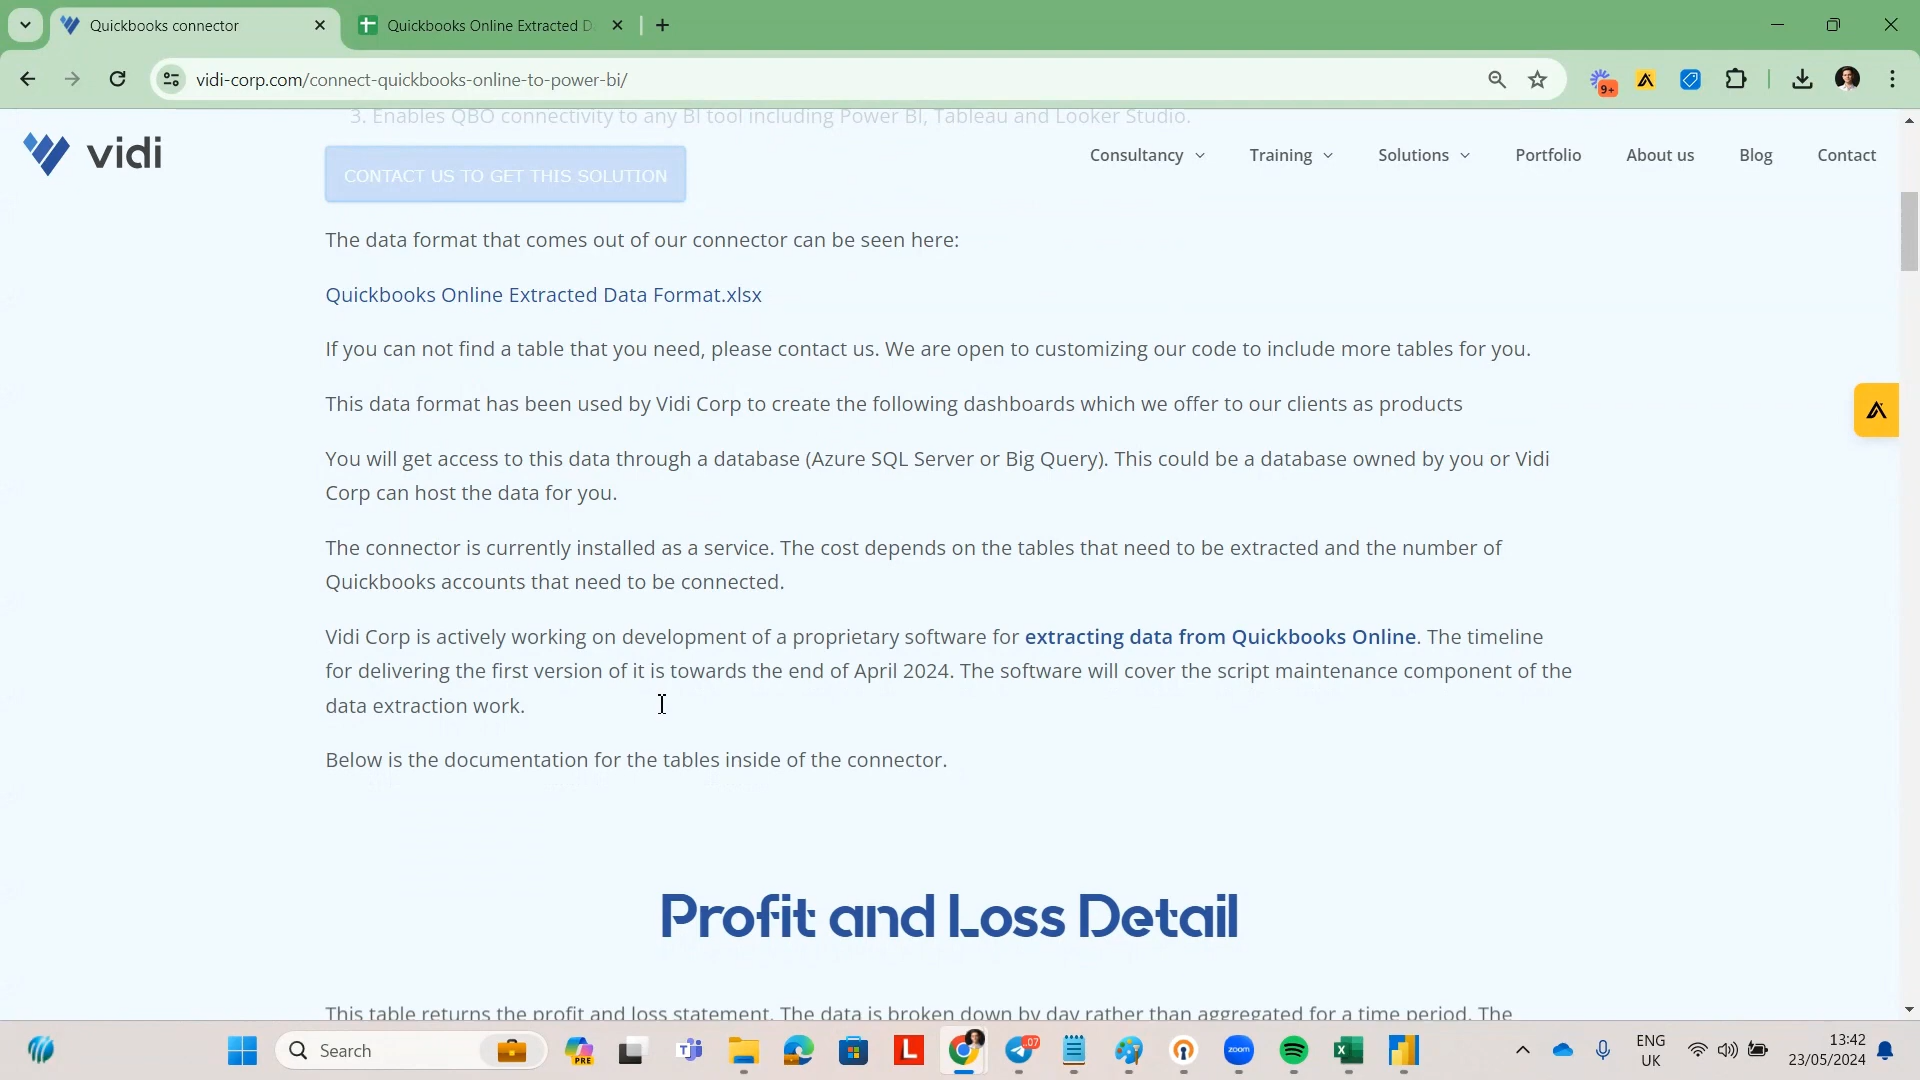 Quickbooks connector
Quickbooks Online Extracted D
vidi-corp.com/connect-quickbooks-online-to-power-bi/
9+
3. Enables QBO connectivity to any BI tool including Power BI, Tableau and Looker Studio.
vidi
Consultancy
Training
Solutions
Portfolio
About us
Blog
Contact
CONTACT US TO GET THIS SOLUTION
The data format that comes out of our connector can be seen here:
Quickbooks Online Extracted Data Format.xlsx
If you can not find a table that you need, please contact us. We are open to customizing our code to include more tables for you.
This data format has been used by Vidi Corp to create the following dashboards which we offer to our clients as products
You will get access to this data through a database (Azure SQL Server or Big Query). This could be a database owned by you or Vidi
Corp can host the data for you.
The connector is currently installed as a service. The cost depends on the tables that need to be extracted and the number of
Quickbooks accounts that need to be connected.
Vidi Corp is actively working on development of a proprietary software for extracting data from Quickbooks Online. The timeline
for delivering the first version of it is towards the end of April 2024. The software will cover the script maintenance component of the
data extraction work.
Below is the documentation for the tables inside of the connector.
Profit and Loss Detail
This table returns the profit and loss statement. The data is broken down by day rather than aggregated for a time period. The
Search
PRE
L
..07
zoom
ENG
UK
13:42
23/05/2024